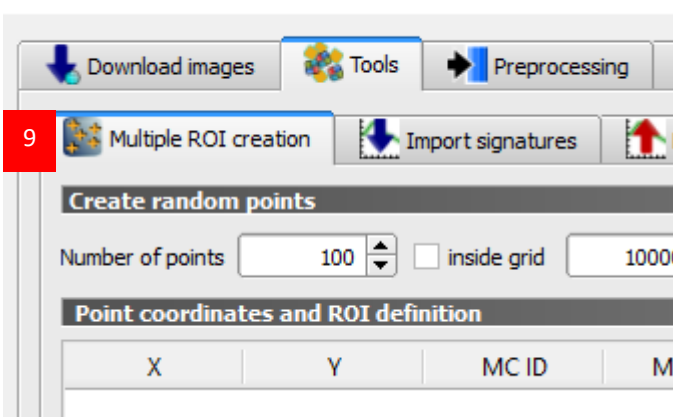 Download images Tools Preprocessing
9 Multiple ROI creation Import signatures
Create random points
Number of points 100 inside grid
Point coordinates and ROI definition
X Y MC ID